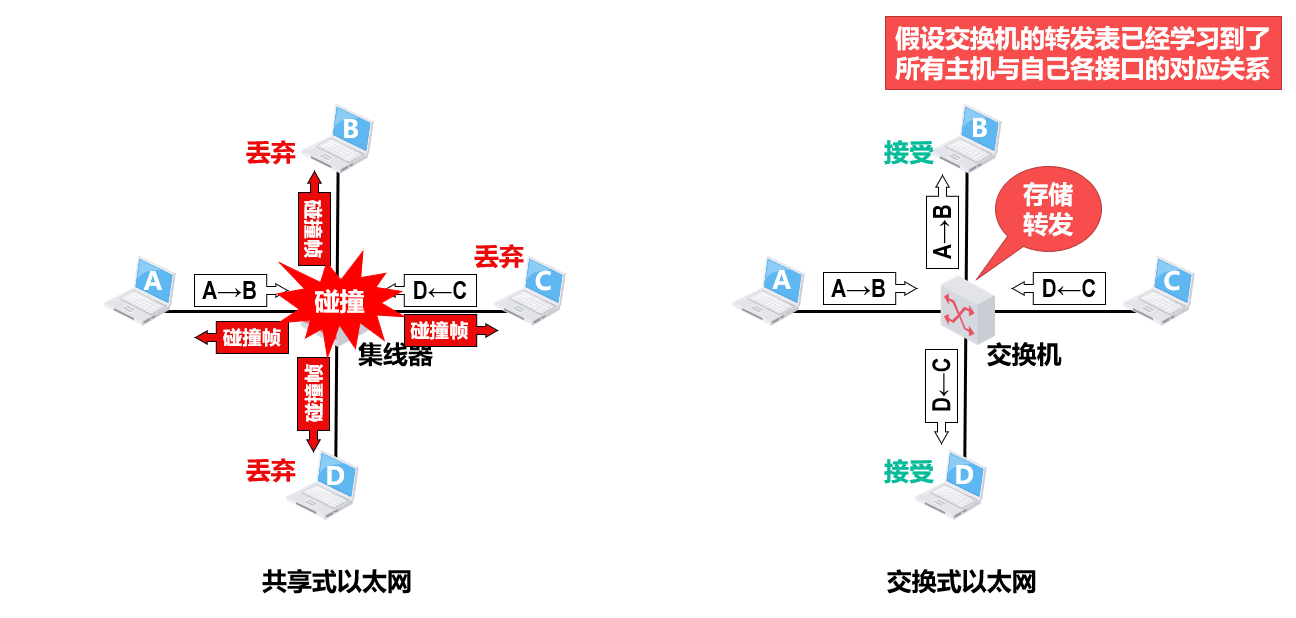 假设交换机的转发表已经学习到了
所有主机与自己各接口的对应关系
B
丢弃
碰撞帧
A
A→B
碰撞
D←C
丢弃
C
碰撞帧
碰撞帧
集线器
碰撞帧
丢弃
D
共享式以太网
B
接受
A→B
存储
转发
A
A→B
D←C
C
交换机
D←C
接受
D
交换式以太网